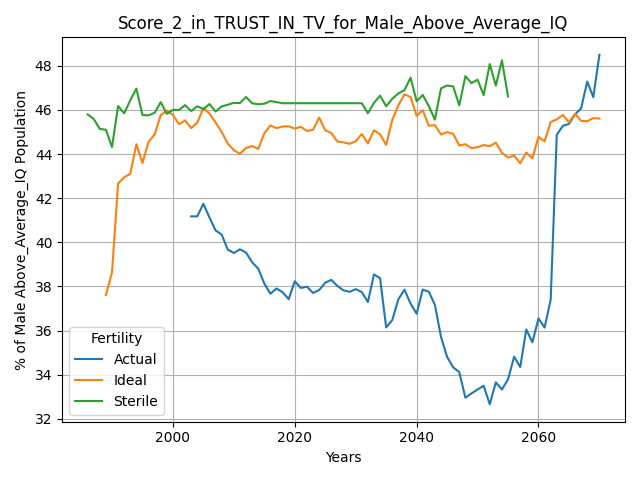 Score_2_in_TRUST_IN_TV_for_Male_Above_Average_IQ
% of Male Above_Average_IQ Population
48
46
44
42
40
38
36
34
32
Fertility
Actual
Ideal
Sterile
2000 2020 2040 2060
Years